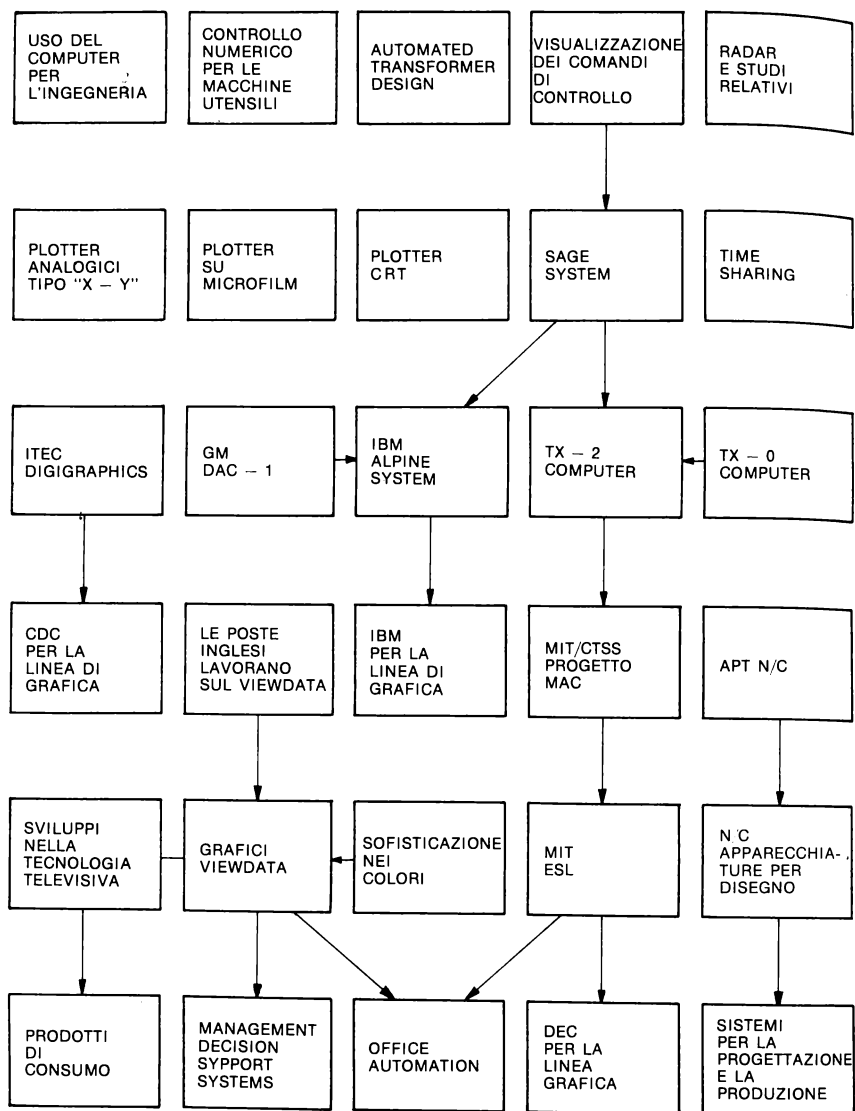 USO DEL
COMPUTER
PER
L'INGEGNERIA
CONTROLLO
NUMERICO
PER LE
MACCHINE
UTENSILI
AUTOMATED
TRANSFORMER
DESIGN
VISUALIZZAZIONE
DEI COMANDI
DI
CONTROLLO
RADAR
E STUDI
RELATIVI
PLOTTER
ANALOGICI
TIPO "X – Y"
PLOTTER
SU
MICROFILM
PLOTTER
CRT
SAGE
SYSTEM
TIME
SHARING
ITEC
DIGIGRAPHICS
GM
DAC – 1
IBM
ALPINE
SYSTEM
TX – 2
COMPUTER
TX – 0
COMPUTER
CDC
PER LA
LINEA DI
GRAFICA
LE POSTE
INGLESI
LAVORANO
SUL VIEWDATA
IBM
PER LA
LINEA DI
GRAFICA
MIT/CTSS
PROGETTO
MAC
APT N/C
SVILUPPI
NELLA
TECNOLOGIA
TELEVISIVA
GRAFICI
VIEWDATA
SOFISTICAZIONE
NEI
COLORI
MIT
ESL
N/C
APPARECCHIA-
TURE PER
DISEGNO
PRODOTTI
DI
CONSUMO
MANAGEMENT
DECISION
SYPPORT
SYSTEMS
OFFICE
AUTOMATION
DEC
PER LA
LINEA
GRAFICA
SISTEMI
PER LA
PROGETTAZIONE
E LA
PRODUZIONE